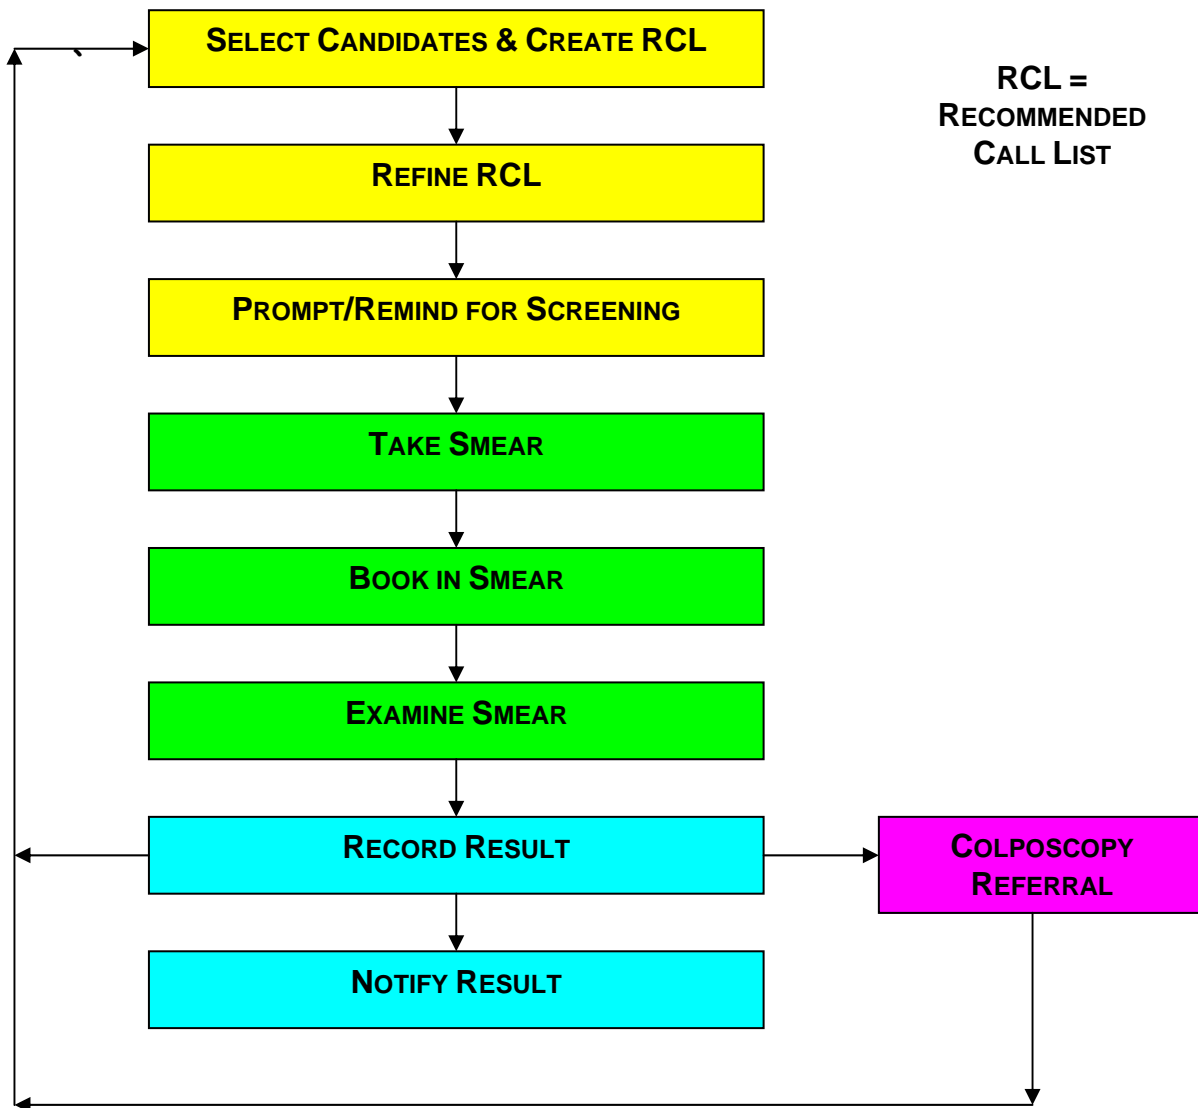 SELECT CANDIDATES & CREATE RCL
RCL =
RECOMMENDED
CALL LIST
REFINE RCL
PROMPT/REMIND FOR SCREENING
TAKE SMEAR
BOOK IN SMEAR
EXAMINE SMEAR
RECORD RESULT
COLPOSCOPY
REFERRAL
NOTIFY RESULT